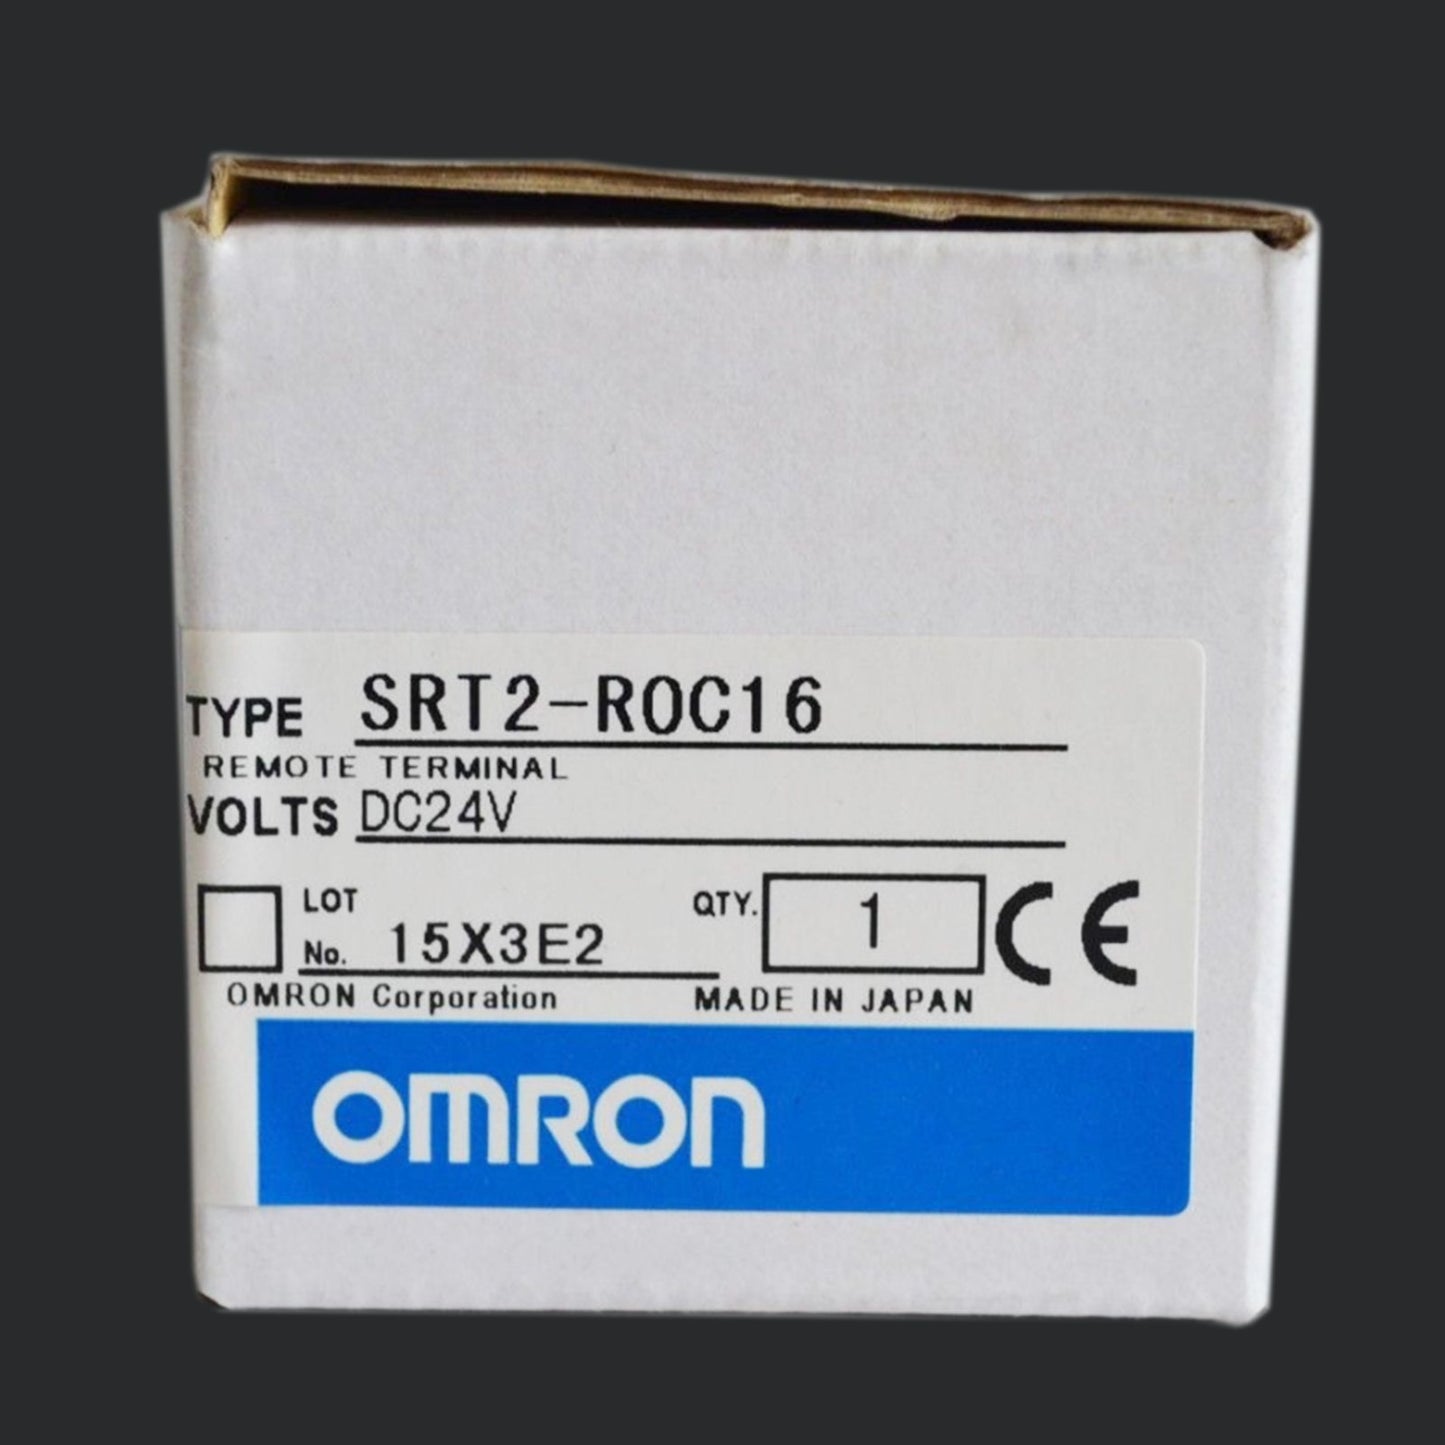 TYPE SRT2-ROC16
REMOTE TERMINAL
VOLTS DC24V
LOT No. 15X3E2
QTY. 1 CE
OMRON Corporation MADE IN JAPAN
OMRON